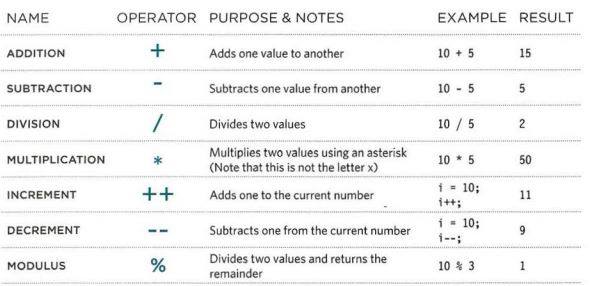 NAME OPERATOR PURPOSE & NOTES EXAMPLE RESULT
ADDITION + Adds one value to another 10 + 5 15
SUBTRACTION - Subtracts one value from another 10 - 5 5
DIVISION / Divides two values 10 / 5 2
MULTIPLICATION * Multiplies two values using an asterisk
(Note that this is not the letter x) 10 * 5 50
INCREMENT ++ Adds one to the current number i = 10;
i++; 11
DECREMENT -- Subtracts one from the current number i = 10;
i--; 9
MODULUS % Divides two values and returns the
remainder 10 % 3 1